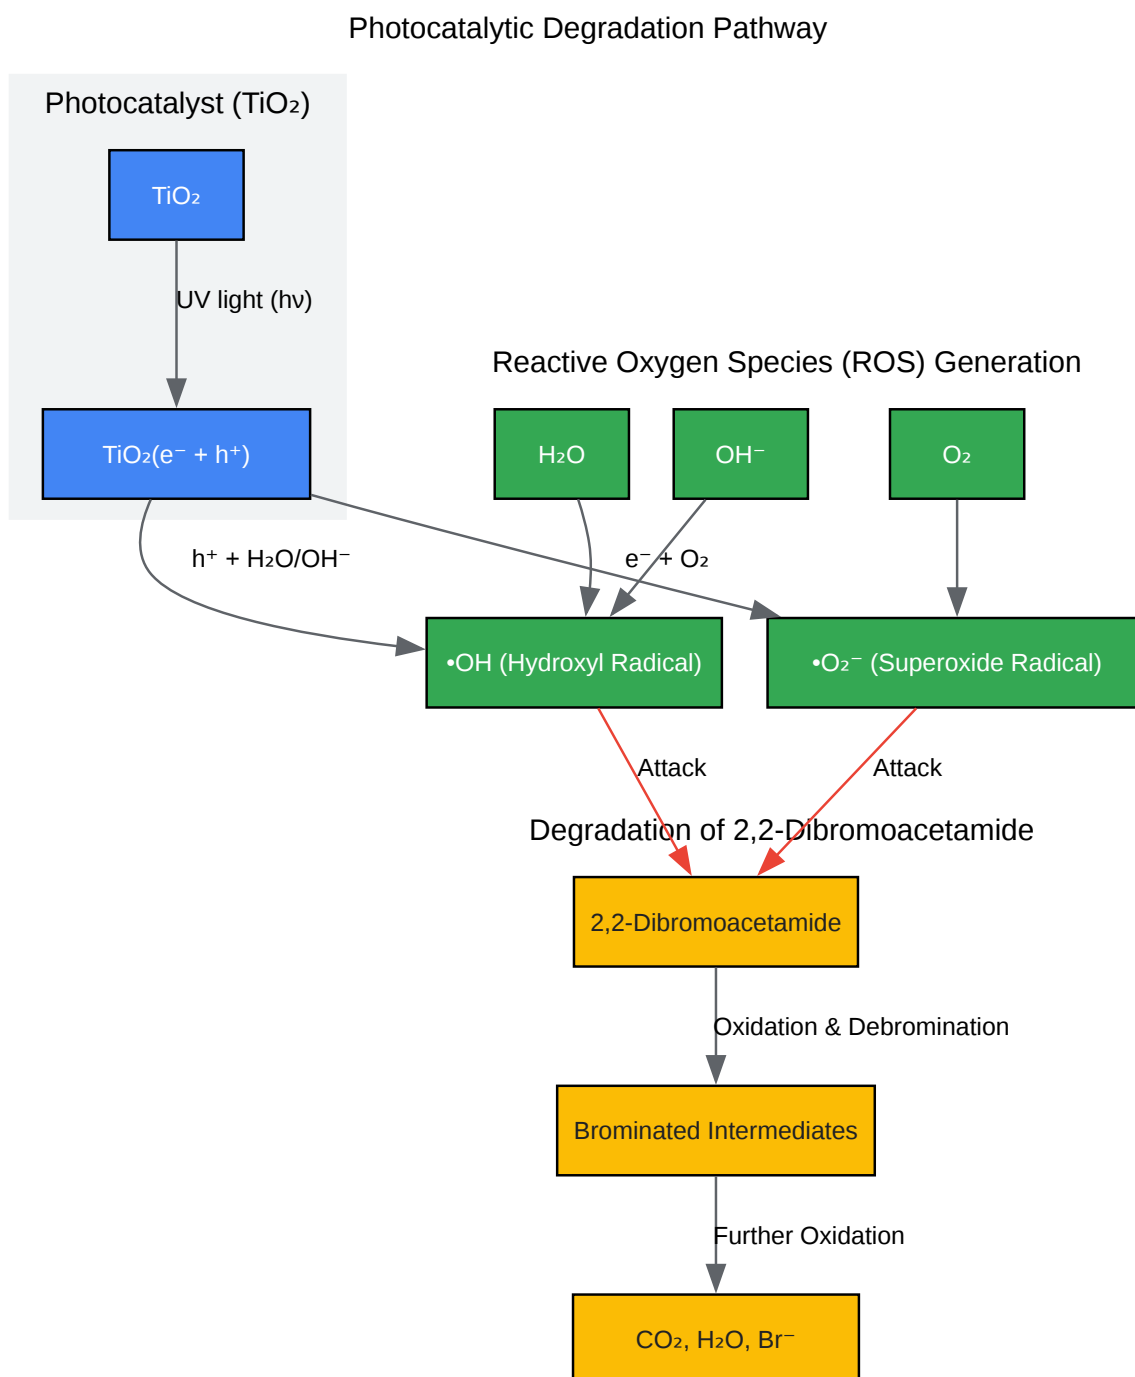 Photocatalytic Degradation Pathway
Photocatalyst (TiO₂)
TiO₂
UV light (hν)
Reactive Oxygen Species (ROS) Generation
TiO₂(e⁻ + h⁺)
H₂O
OH⁻
O₂
h⁺ + H₂O/OH⁻
e⁻ + O₂
•OH (Hydroxyl Radical)
•O₂⁻ (Superoxide Radical)
Attack
Attack
Degradation of 2,2-Dibromoacetamide
2,2-Dibromoacetamide
Oxidation & Debromination
Brominated Intermediates
Further Oxidation
CO₂, H₂O, Br⁻